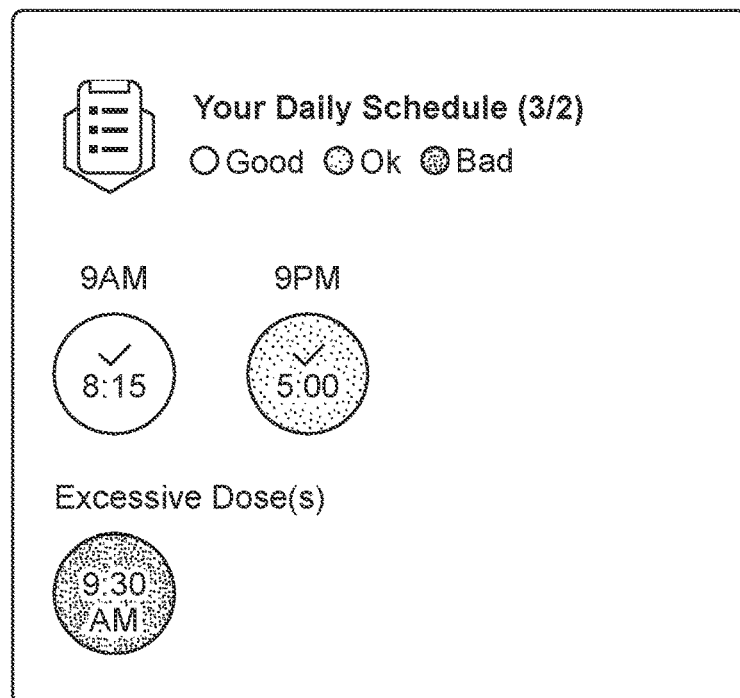 Your Daily Schedule (3/2)
Good Ok Bad
9AM 9PM
8:15 5:00
Excessive Dose(s)
9:30
AM